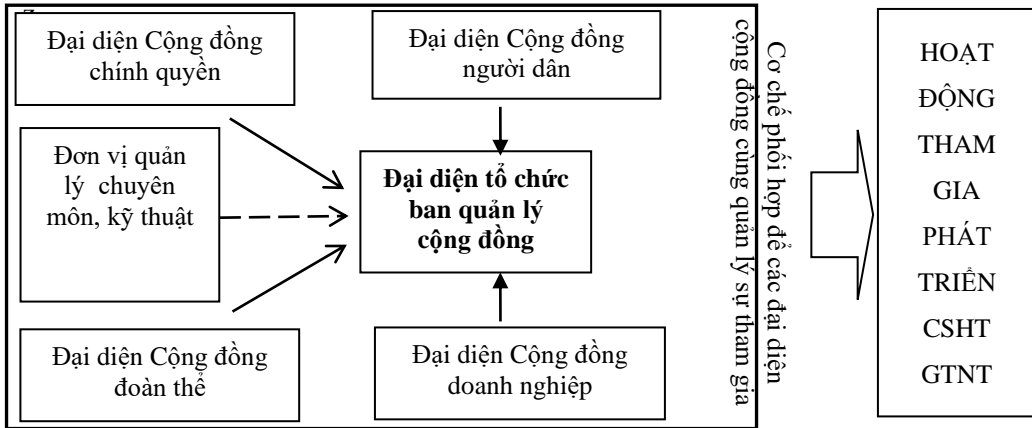 Đại diện Cộng đồng
chính quyền
Đại diện Cộng đồng
người dân
Đơn vị quản
lý chuyên
môn, kỹ thuật
Đại diện tổ chức
ban quản lý
cộng đồng
Đại diện Cộng đồng
đoàn thể
Đại diện Cộng đồng
doanh nghiệp
Cơ chế phối hợp để các đại diện
cộng đồng cùng quản lý sự tham gia
HOẠT
ĐỘNG
THAM
GIA
PHÁT
TRIỂN
CSHT
GTNT